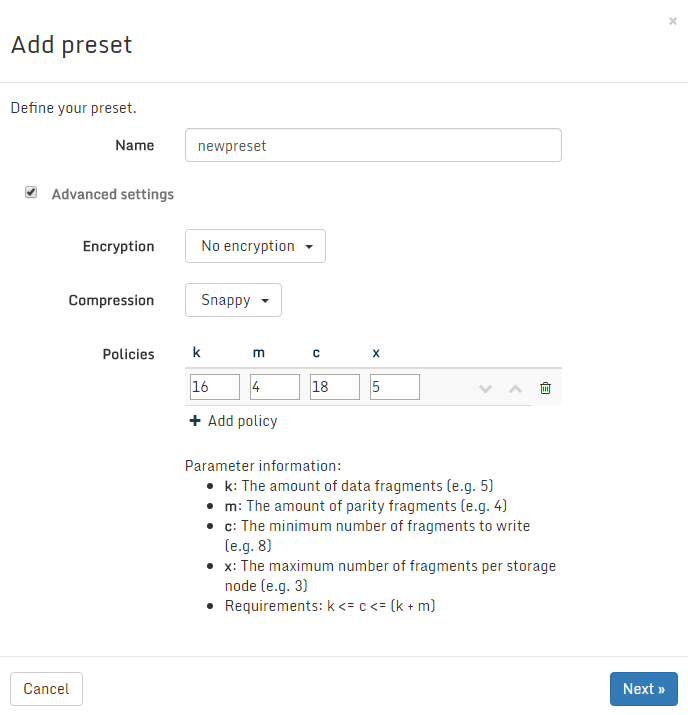 ×
Add preset
Define your preset.
Name newpreset
Advanced settings
Encryption No encryption
Compression Snappy
Policies k m c x
16 4 18 5
+ Add policy
Parameter information:
• k: The amount of data fragments (e.g. 5)
• m: The amount of parity fragments (e.g. 4)
• c: The minimum number of fragments to write
(e.g. 8)
• x: The maximum number of fragments per storage
node (e.g. 3)
• Requirements: k <= c <= (k + m)
Cancel Next »